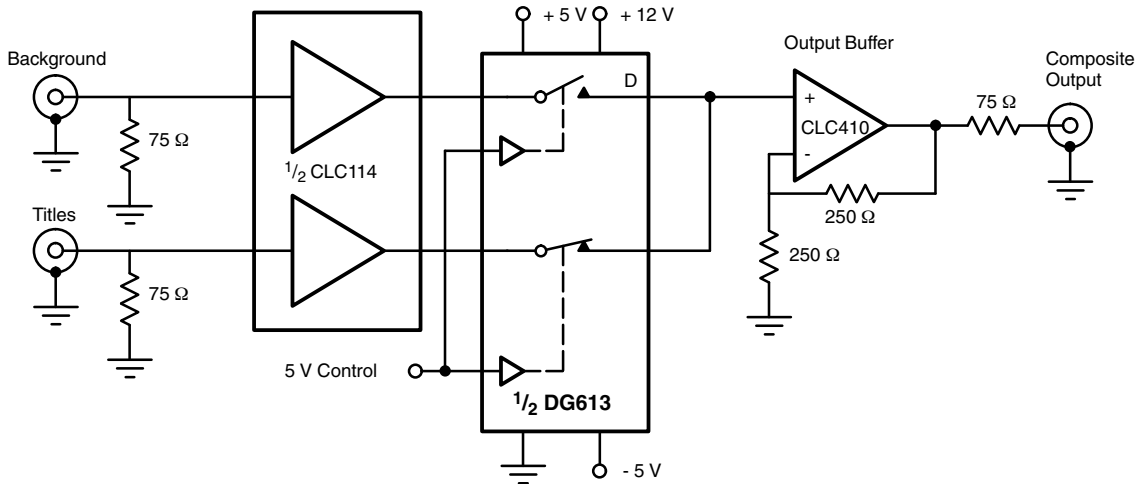 + 5 V
+ 12 V
Background
Output Buffer
Composite
Output
D
75 Ω
75 Ω
+
CLC410
-
1/2 CLC114
Titles
250 Ω
250 Ω
75 Ω
5 V Control
1/2 DG613
- 5 V